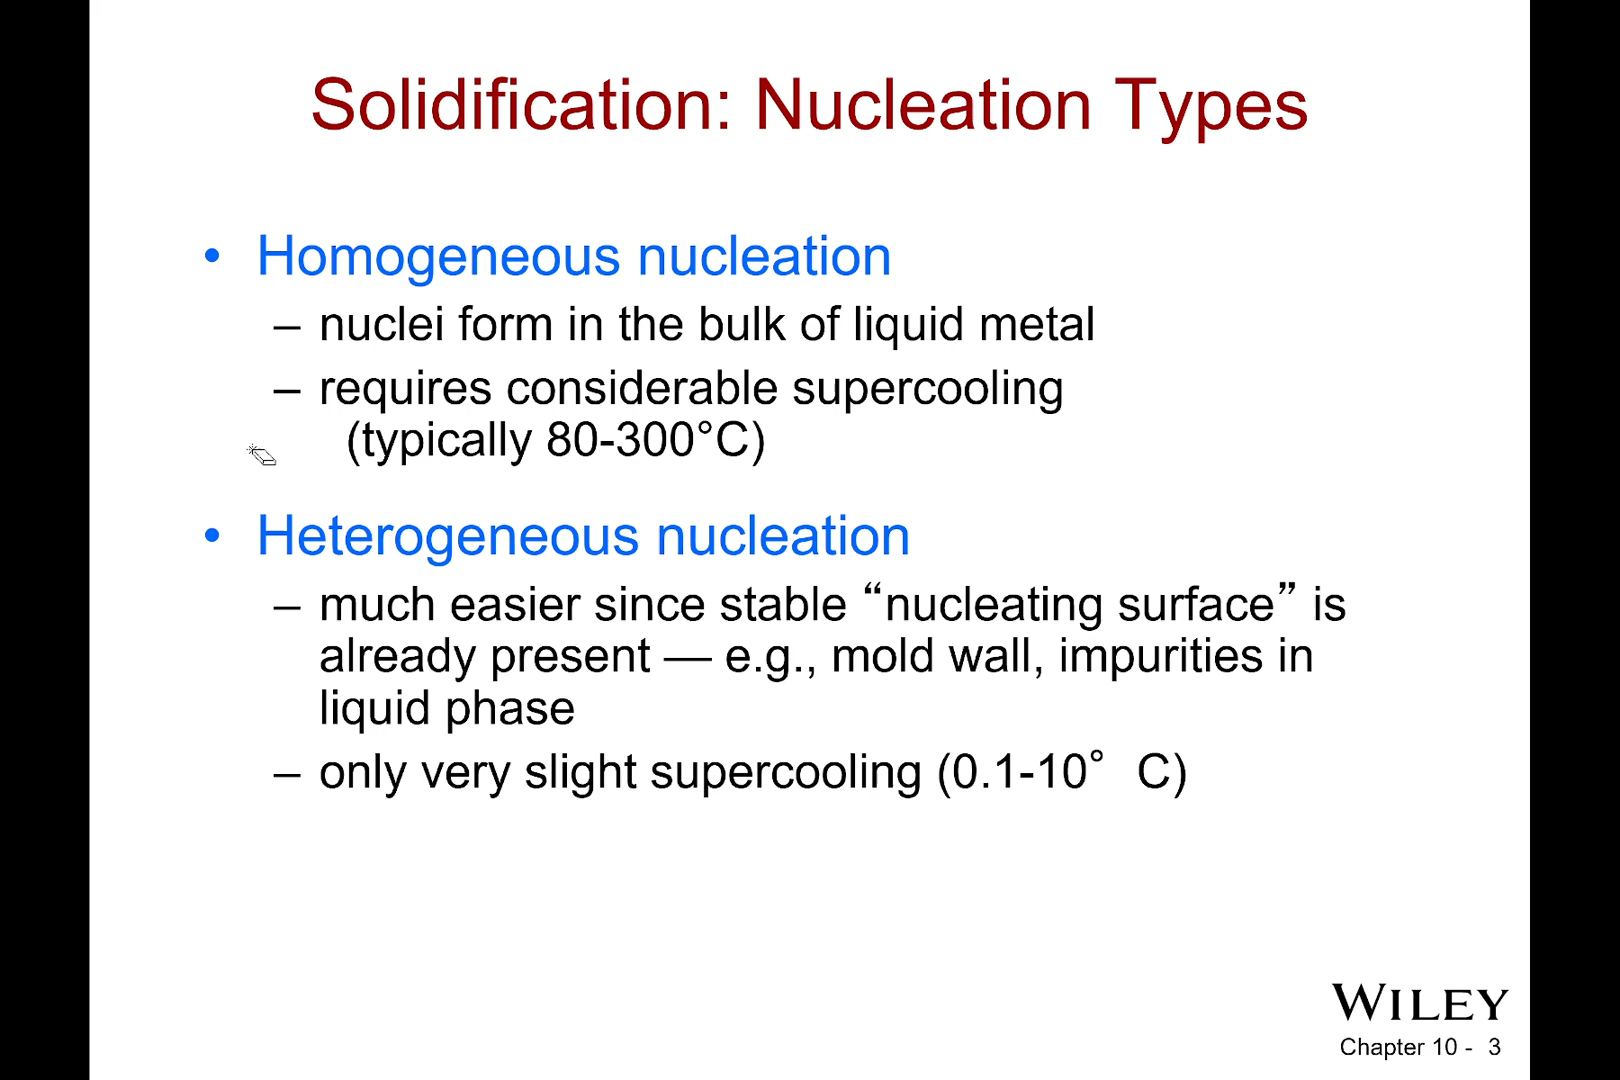 Solidification: Nucleation Types
• Homogeneous nucleation
– nuclei form in the bulk of liquid metal
– requires considerable supercooling
(typically 80-300°C)
• Heterogeneous nucleation
– much easier since stable “nucleating surface” is
already present — e.g., mold wall, impurities in
liquid phase
– only very slight supercooling (0.1-10° C)
WILEY
Chapter 10 - 3